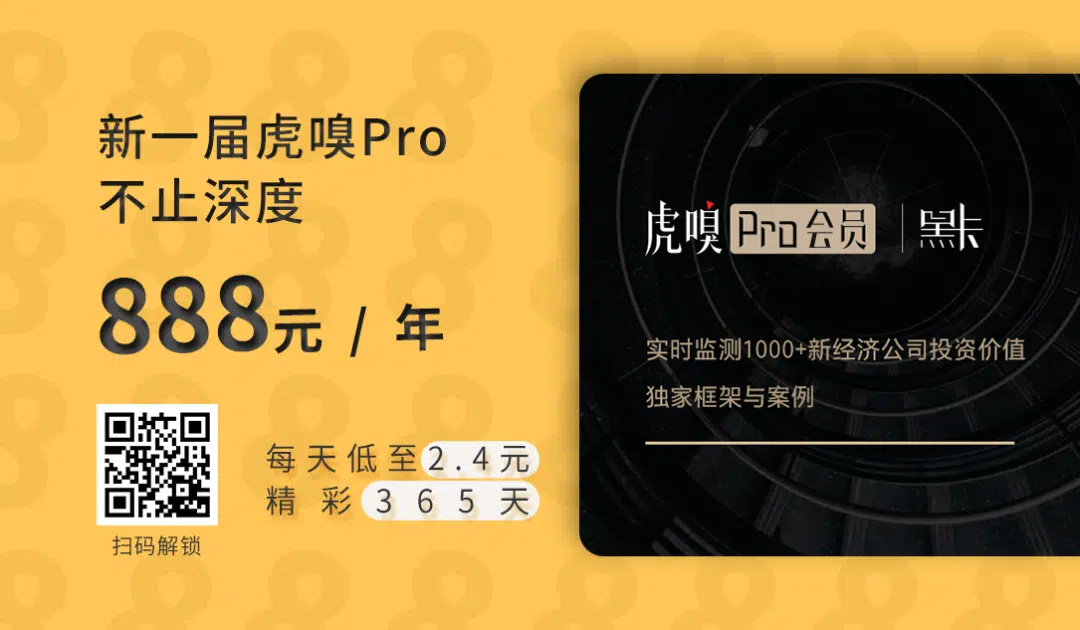 新一届虎嗅Pro
不止深度
888元 / 年
每天低至2.4元
精彩365天
扫码解锁
虎嗅Pro会员 | 黑卡
实时监测1000+新经济公司投资价值
独家框架与案例